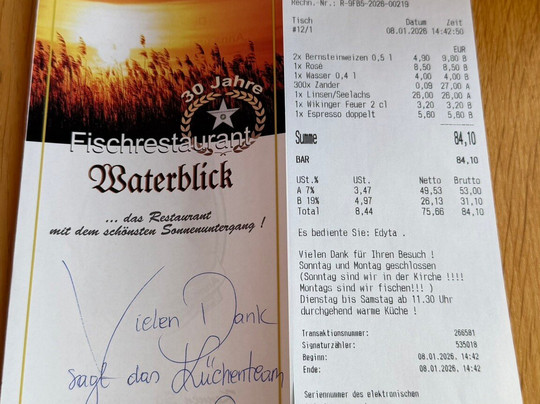 30 Jahre
Fischrestaurant
Waterblick
... das Restaurant
mit dem schönsten Sonnenuntergang !
Vielen Dank
sagt das Küchenteam
Rechn.-Nr.: R-9F85-2026-00219
Tisch Datum Zeit
#12/1 08.01.2026 14:42:50
EUR
2x Bernsteinweizen 0,5 l 4,90 9,80 B
1x Rosé 8,50 8,50 B
1x Wasser 0,4 l 4,00 4,00 B
300x Zander 0,09 27,00 A
1x Linsen/Seelachs 26,00 26,00 A
1x Wikinger Feuer 2 cl 3,20 3,20 B
1x Espresso doppelt 5,60 5,60 B
Summe 84,10
BAR 84,10
USt.% USt. Netto Brutto
A 7% 3,47 49,53 53,00
B 19% 4,97 26,13 31,10
Total 8,44 75,66 84,10
Es bediente Sie: Edyta .
Vielen Dank für Ihren Besuch !
Sonntag und Montag geschlossen
(Sonntag sind wir in der Kirche !!!!
Montags sind wir fischen!!! )
Dienstag bis Samstag ab 11.30 Uhr
durchgehend warme Küche !
Transaktionsnummer: 266581
Signaturzähler: 535018
Beginn: 08.01.2026, 14:42
Ende: 08.01.2026, 14:42
Seriennummer des elektronischen